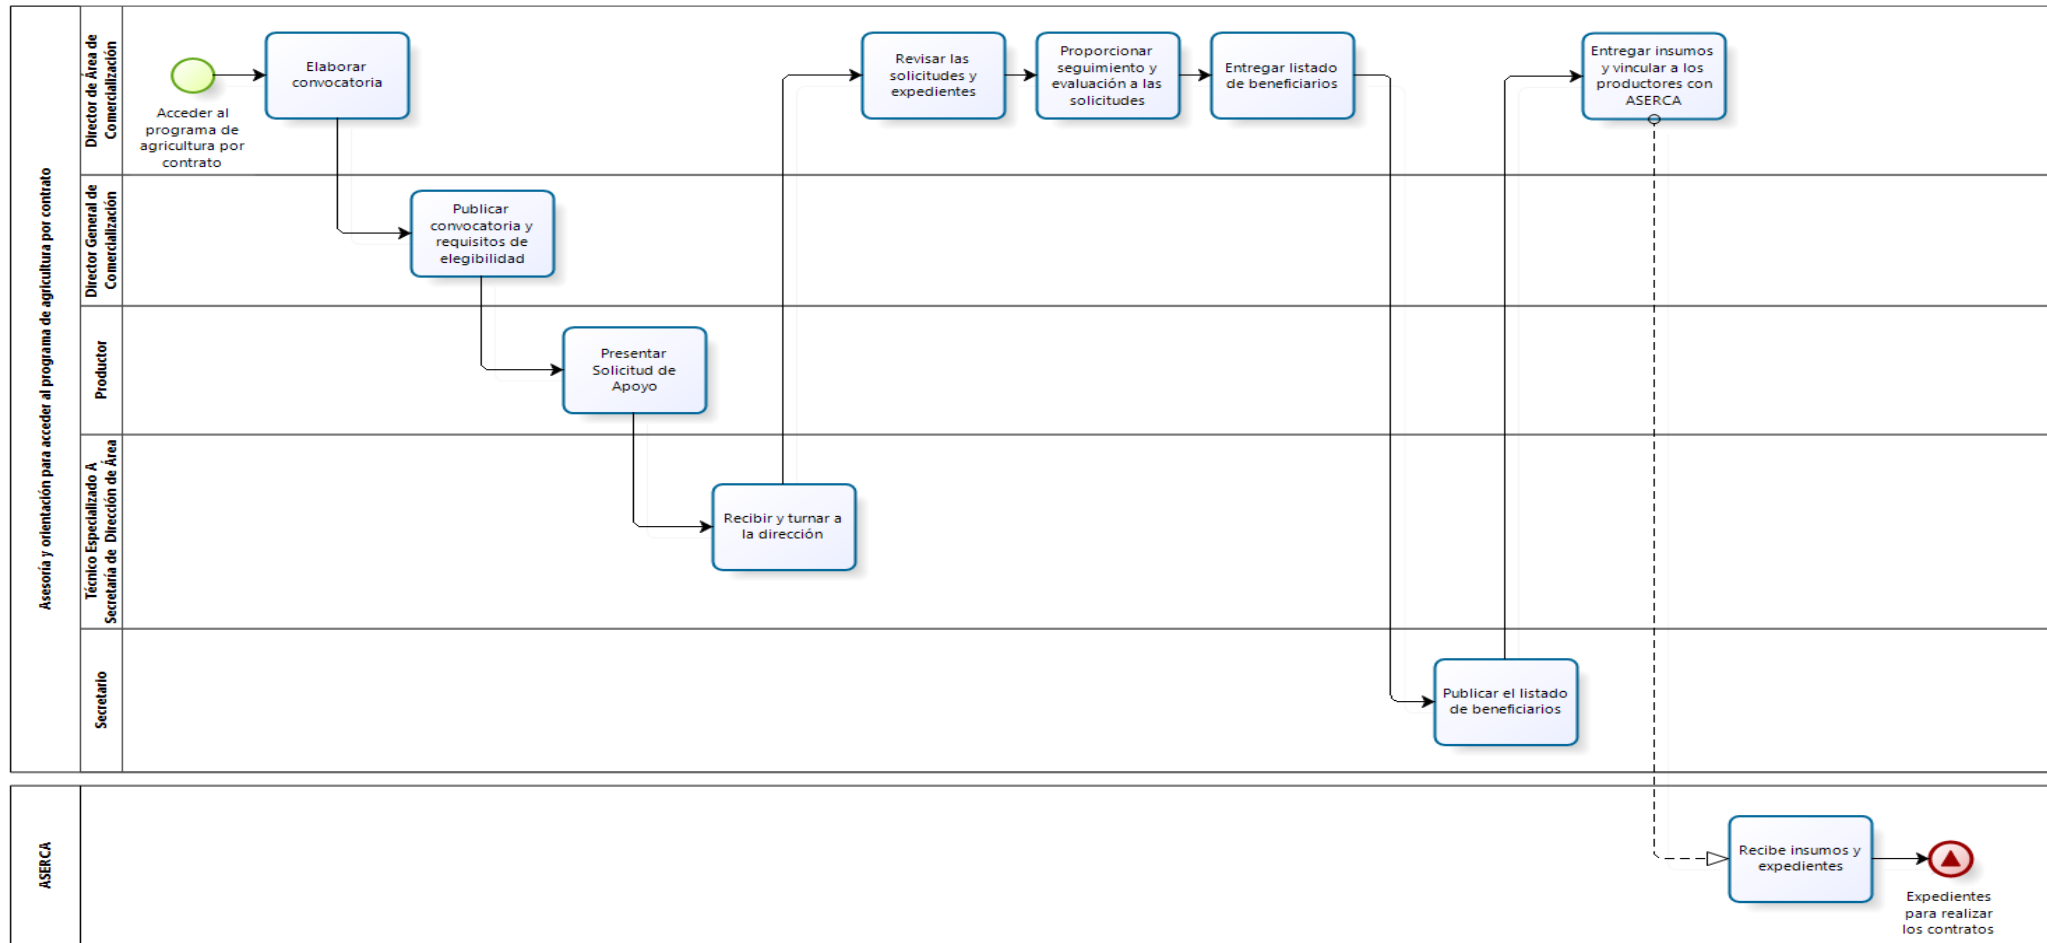 Asesoría y orientación para acceder al programa de agricultura por contrato
Director de Área de
Comercialización
Acceder al
programa de
agricultura por
contrato
Elaborar
convocatoria
Revisar las
solicitudes y
expedientes
Proporcionar
seguimiento y
evaluación a las
solicitudes
Entregar listado
de beneficiarios
Entregar insumos
y vincular a los
productores con
ASERCA
Director General de
Comercialización
Publicar
convocatoria y
requisitos de
elegibilidad
Productor
Presentar
Solicitud de
Apoyo
Técnico Especializado A
Secretaría de Dirección de Área
Recibir y turnar a
la dirección
Secretario
Publicar el listado
de beneficiarios
ASERCA
Recibe insumos y
expedientes
Expedientes
para realizar
los contratos